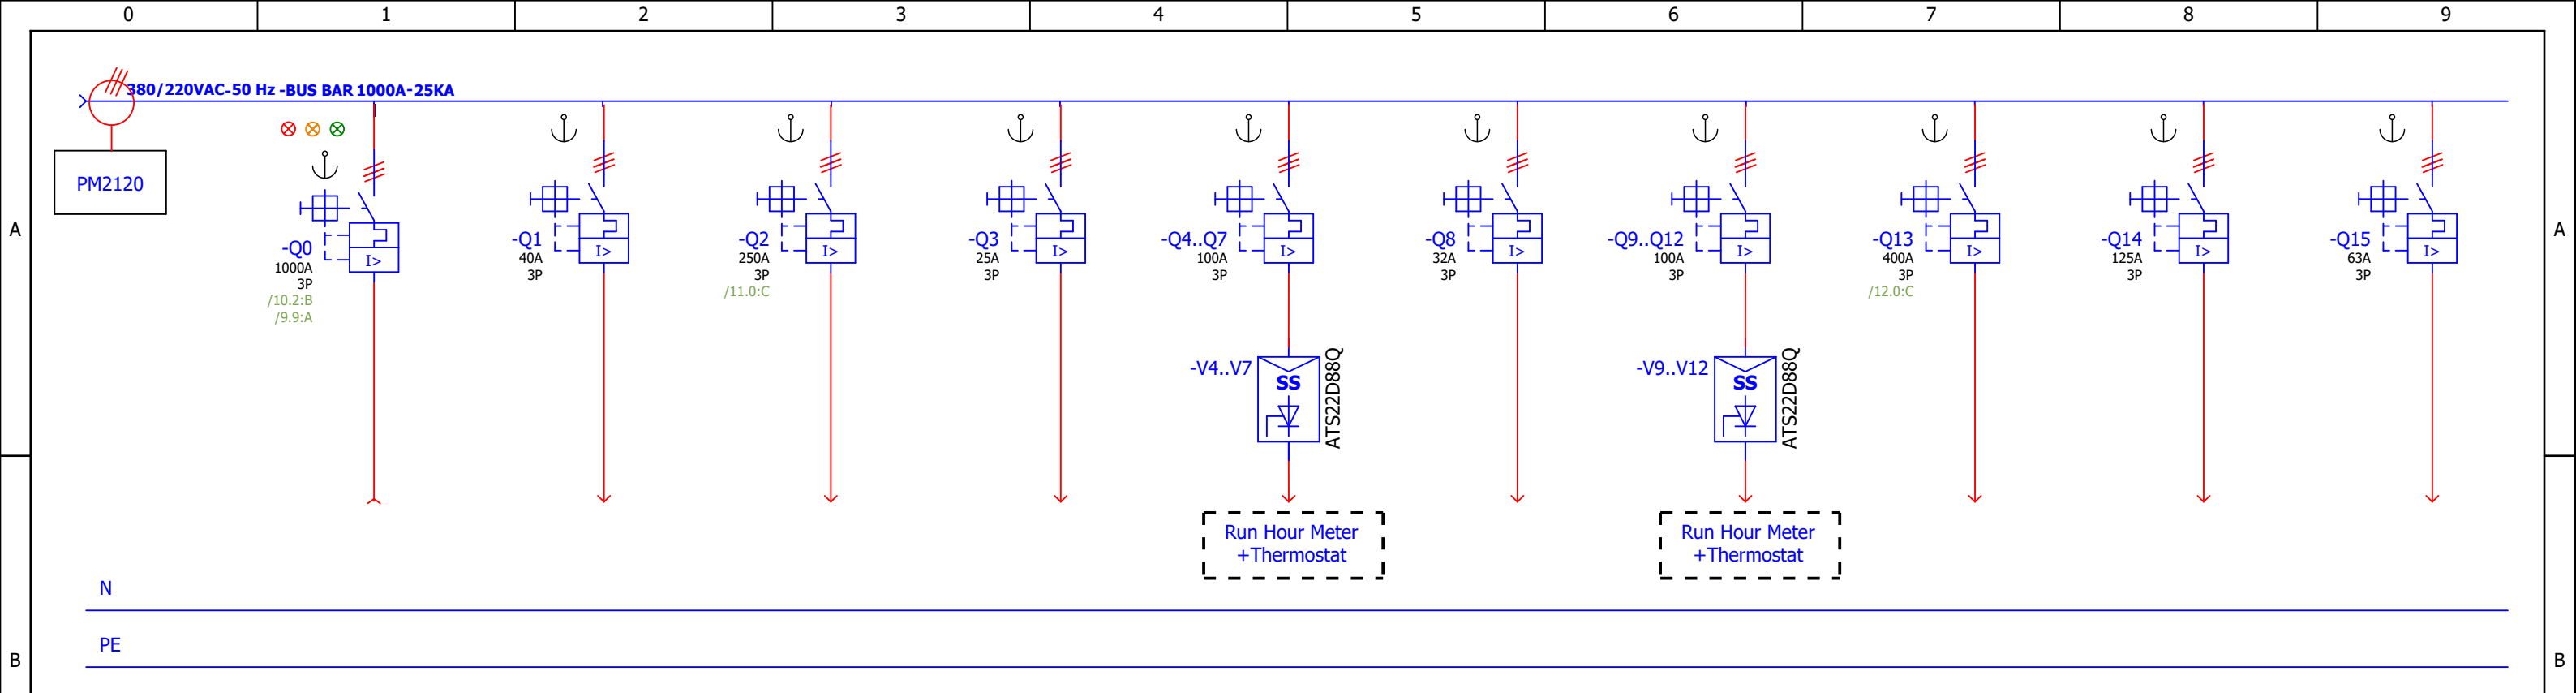 0 1 2 3 4 5 6 7 8 9
380/220VAC-50 Hz -BUS BAR 1000A-25KA
PM2120
A
A
-Q0
1000A
3P
/10.2:B
/9.9:A
I>
-Q1
40A
3P
I>
-Q2
250A
3P
/11.0:C
I>
-Q3
25A
3P
I>
-Q4..Q7
100A
3P
I>
-Q8
32A
3P
I>
-Q9..Q12
100A
3P
I>
-Q13
400A
3P
/12.0:C
I>
-Q14
125A
3P
I>
-Q15
63A
3P
I>
-V4..V7
SS
ATS22D88Q
-V9..V12
SS
ATS22D88Q
Run Hour Meter
+Thermostat
Run Hour Meter
+Thermostat
N
PE
B
B